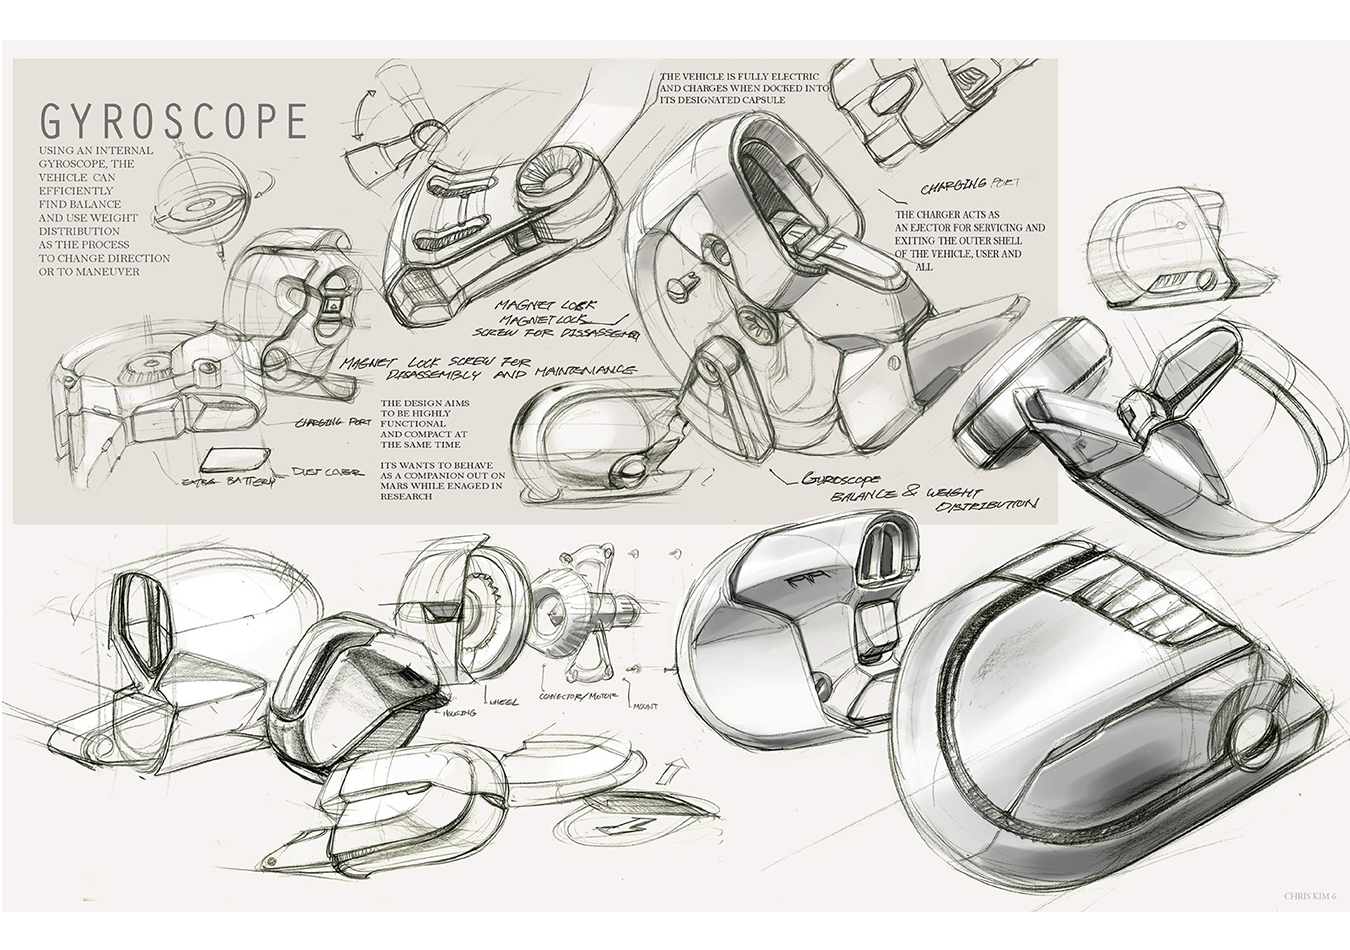 GYROSCOPE
USING AN INTERNAL
GYROSCOPE, THE
VEHICLE CAN
EFFICIENTLY
FIND BALANCE
AND USE WEIGHT
DISTRIBUTION
AS THE PROCESS
TO CHANGE DIRECTION
OR TO MANEUVER
THE VEHICLE IS FULLY ELECTRIC
AND CHARGES WHEN DOCKED INTO
ITS DESIGNATED CAPSULE
CHARGING PORT
THE CHARGER ACTS AS
AN EJECTOR FOR SERVICING AND
EXITING THE OUTER SHELL
OF THE VEHICLE, USER AND
ALL
MAGNET LOCK
MAGNET LOCK
SCREW FOR DISSASSEMB
MAGNET LOCK SCREW FOR
DISASSEMBLY AND MAINTENANCE
THE DESIGN AIMS
TO BE HIGHLY
FUNCTIONAL
AND COMPACT AT
THE SAME TIME
ITS WANTS TO BEHAVE
AS A COMPANION OUT ON
MARS WHILE ENAGED IN
RESEARCH
CHARGING PORT
DUST COVER
EXTRA BATTERY
GYROSCOPE
BALANCE & WEIGHT
DISTRIBUTION
HOUSING
WHEEL
CONNECTOR/MOTOR
MOUNT
CHRIS KIM 6